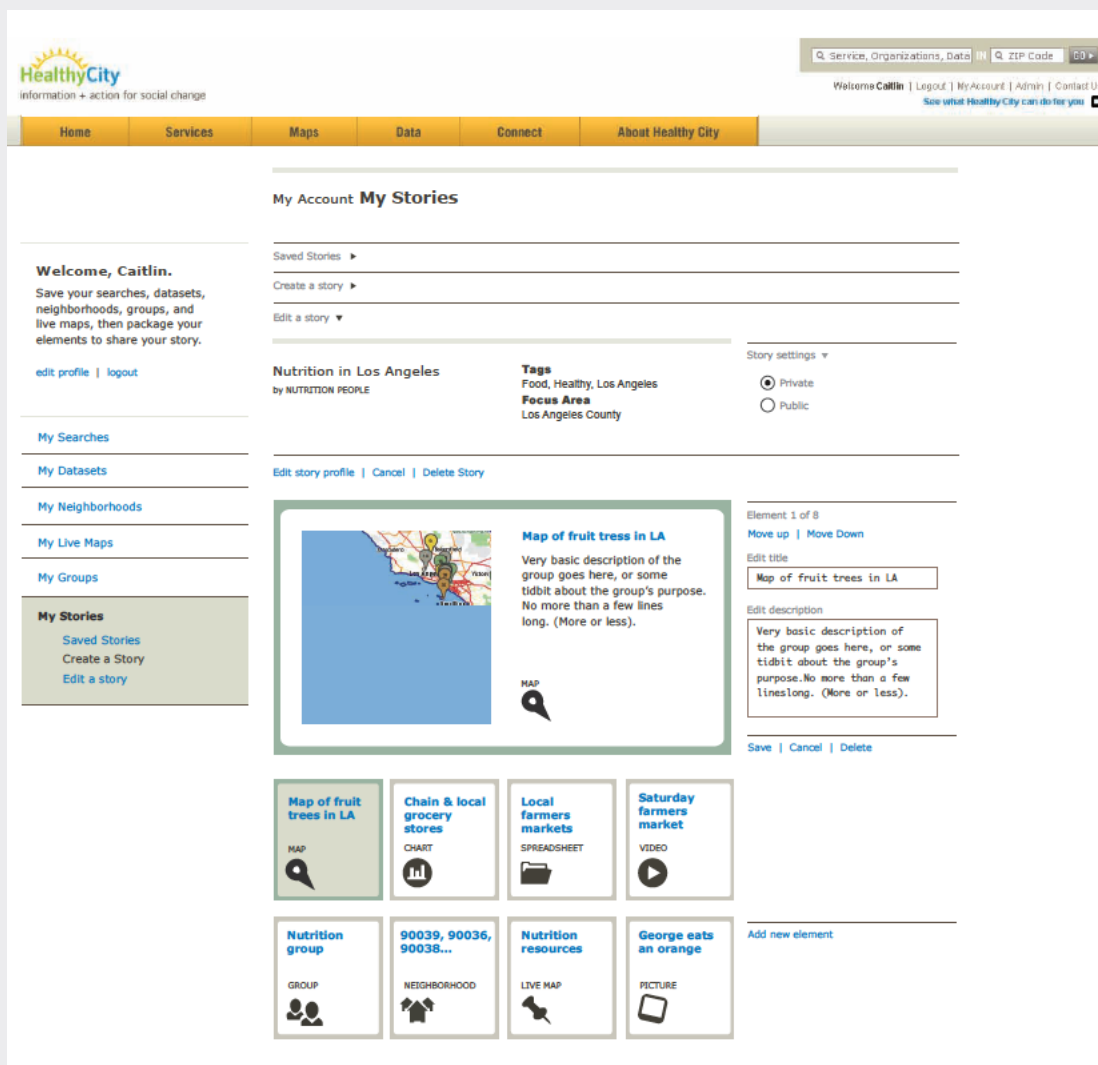 HealthyCity
information + action for social change
Service, Organizations, Data IN ZIP Code GO
Welcome Caitlin | Logout | My Account | Admin | Contact U
See what Healthy City can do for you
Home Services Maps Data Connect About Healthy City
My Account My Stories
Welcome, Caitlin.
Save your searches, datasets,
neighborhoods, groups, and
live maps, then package your
elements to share your story.
edit profile | logout
My Searches
My Datasets
My Neighborhoods
My Live Maps
My Groups
My Stories
Saved Stories
Create a Story
Edit a story
Saved Stories
Create a story
Edit a story
Nutrition in Los Angeles
by NUTRITION PEOPLE
Tags
Food, Healthy, Los Angeles
Focus Area
Los Angeles County
Story settings
Private
Public
Edit story profile | Cancel | Delete Story
Map of fruit trees in LA
Very basic description of the
group goes here, or some
tidbit about the group's purpose.
No more than a few lines
long. (More or less).
MAP
Element 1 of 8
Move up | Move Down
Edit title
Map of fruit trees in LA
Edit description
Very basic description of
the group goes here, or some
tidbit about the group's
purpose.No more than a few
lineslong. (More or less).
Save | Cancel | Delete
Map of fruit
trees in LA
MAP
Chain & local
grocery
stores
CHART
Local
farmers
markets
SPREADSHEET
Saturday
farmers
market
VIDEO
Nutrition
group
GROUP
90039, 90036,
90038...
NEIGHBORHOOD
Nutrition
resources
LIVE MAP
George eats
an orange
PICTURE
Add new element